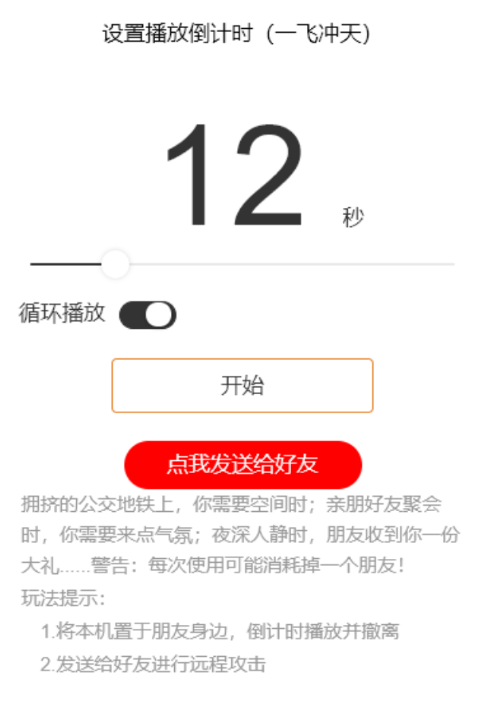 设置播放倒计时（一飞冲天）
12 秒
循环播放
开始
点我发送给好友
拥挤的公交地铁上，你需要空间时；亲朋好友聚会
时，你需要来点气氛；夜深人静时，朋友收到你一份
大礼......警告：每次使用可能消耗掉一个朋友！
玩法提示：
1.将本机置于朋友身边，倒计时播放并撤离
2.发送给好友进行远程攻击